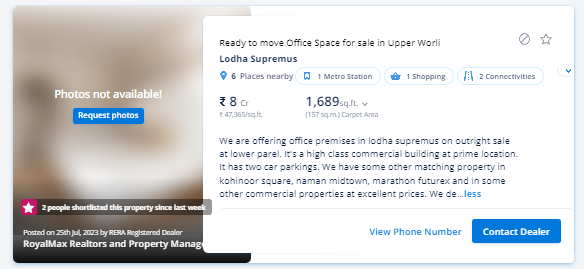 Ready to move Office Space for sale in Upper Worli
Lodha Supremus
6 Places nearby 1 Metro Station 1 Shopping 2 Connectivities
Photos not available!
Request photos
₹ 8 Cr 1,689sq.ft.
₹ 47,365/sq.ft. (157 sq.m.) Carpet Area
We are offering office premises in lodha supremus on outright sale
at lower parel. It's a high class commercial building at prime location.
It has two car parkings. We have some other matching property in
kohinoor square, naman midtown, marathon futurex and in some
other commercial properties at excellent prices. We de...less
2 people shortlisted this property since last week
Posted on 25th Jul, 2023 by RERA Registered Dealer
RoyalMax Realtors and Property Manage
View Phone Number Contact Dealer